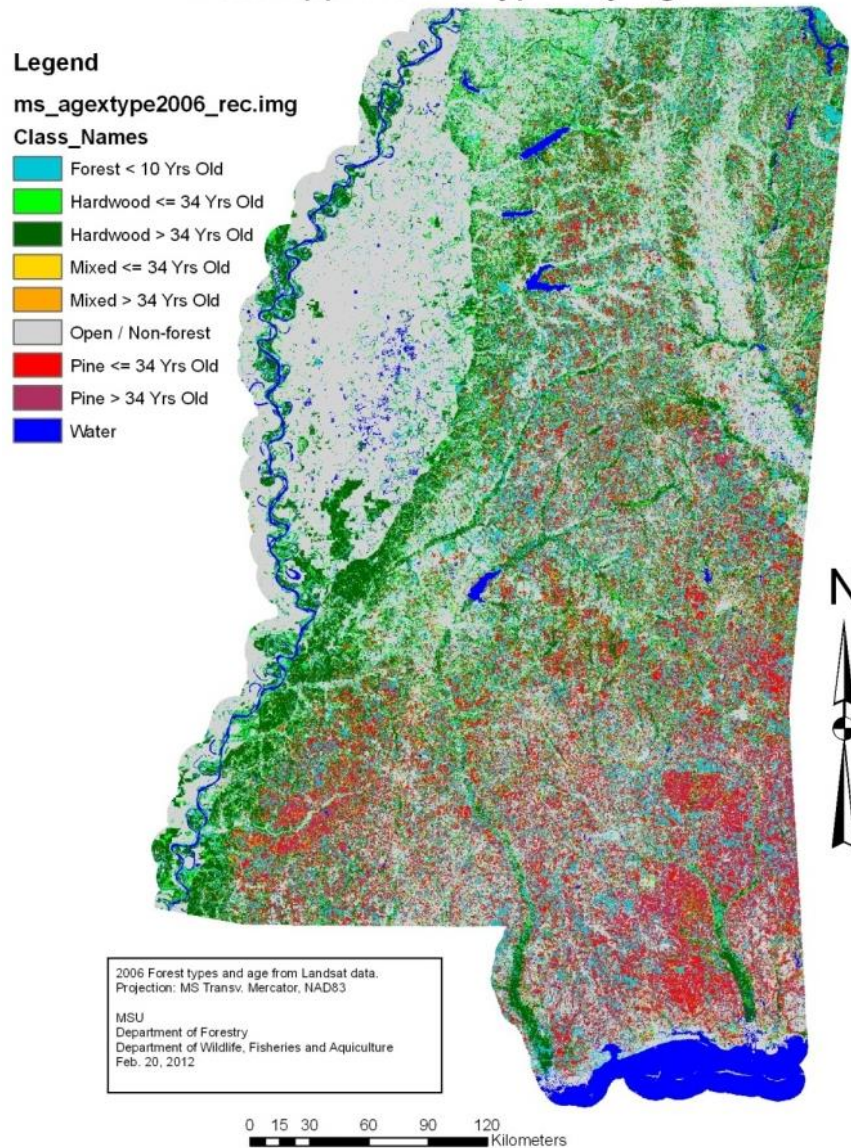 Legend
ms_agextype2006_rec.img
Class_Names
Forest < 10 Yrs Old
Hardwood <= 34 Yrs Old
Hardwood > 34 Yrs Old
Mixed <= 34 Yrs Old
Mixed > 34 Yrs Old
Open / Non-forest
Pine <= 34 Yrs Old
Pine > 34 Yrs Old
Water
N
2006 Forest types and age from Landsat data.
Projection: MS Transv. Mercator, NAD83
MSU
Department of Forestry
Department of Wildlife, Fisheries and Aquiculture
Feb. 20, 2012
0 15 30 60 90 120
Kilometers